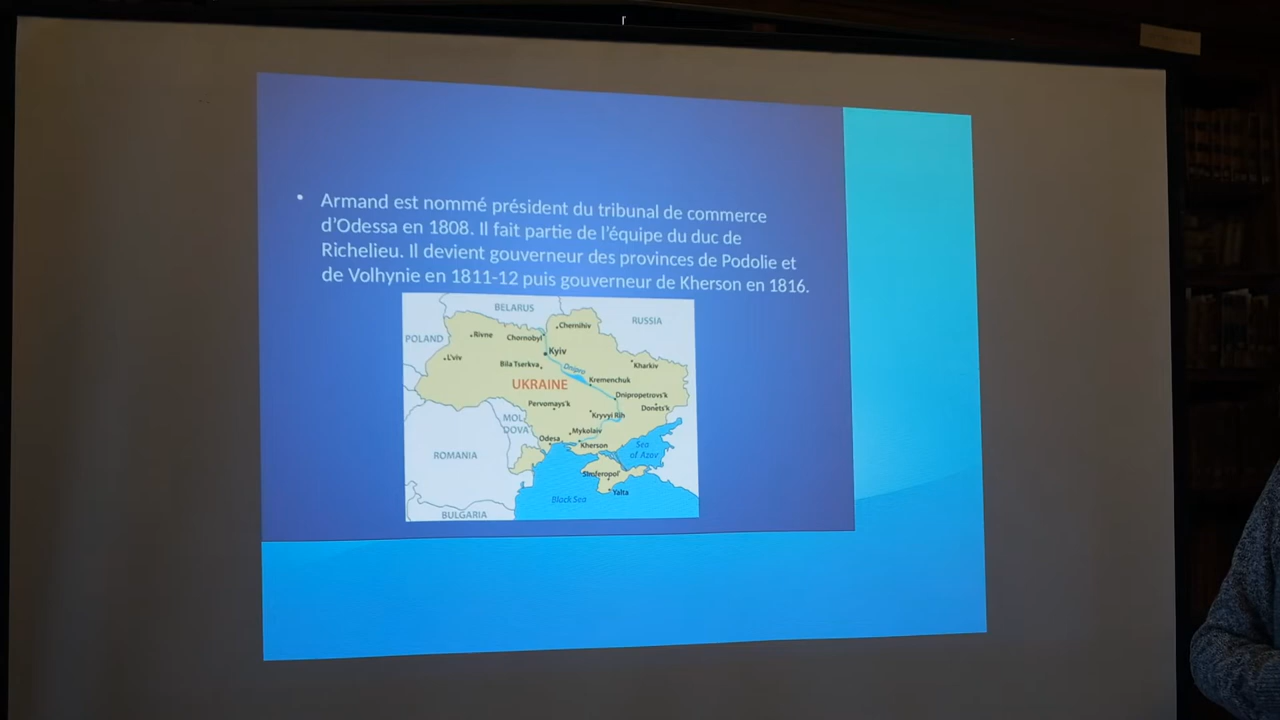 • Armand est nommé président du tribunal de commerce
d'Odessa en 1808. Il fait partie de l'équipe du duc de
Richelieu. Il devient gouverneur des provinces de Podolie et
de Volhynie en 1811-12 puis gouverneur de Kherson en 1816.
BELARUS
RUSSIA
Chernihiv
POLAND
Rivne
Chornobyl
Kyiv
L'viv
Bila Tserkva
Dnipro
Kharkiv
UKRAINE
Kremenchuk
Dnipropetrovs'k
Pervomays'k
Donets'k
Kryvyi Rih
MOL-
DOVA
Mykolaiv
Odesa
Kherson
Sea
of Azov
ROMANIA
Simferopol'
Yalta
Black Sea
BULGARIA